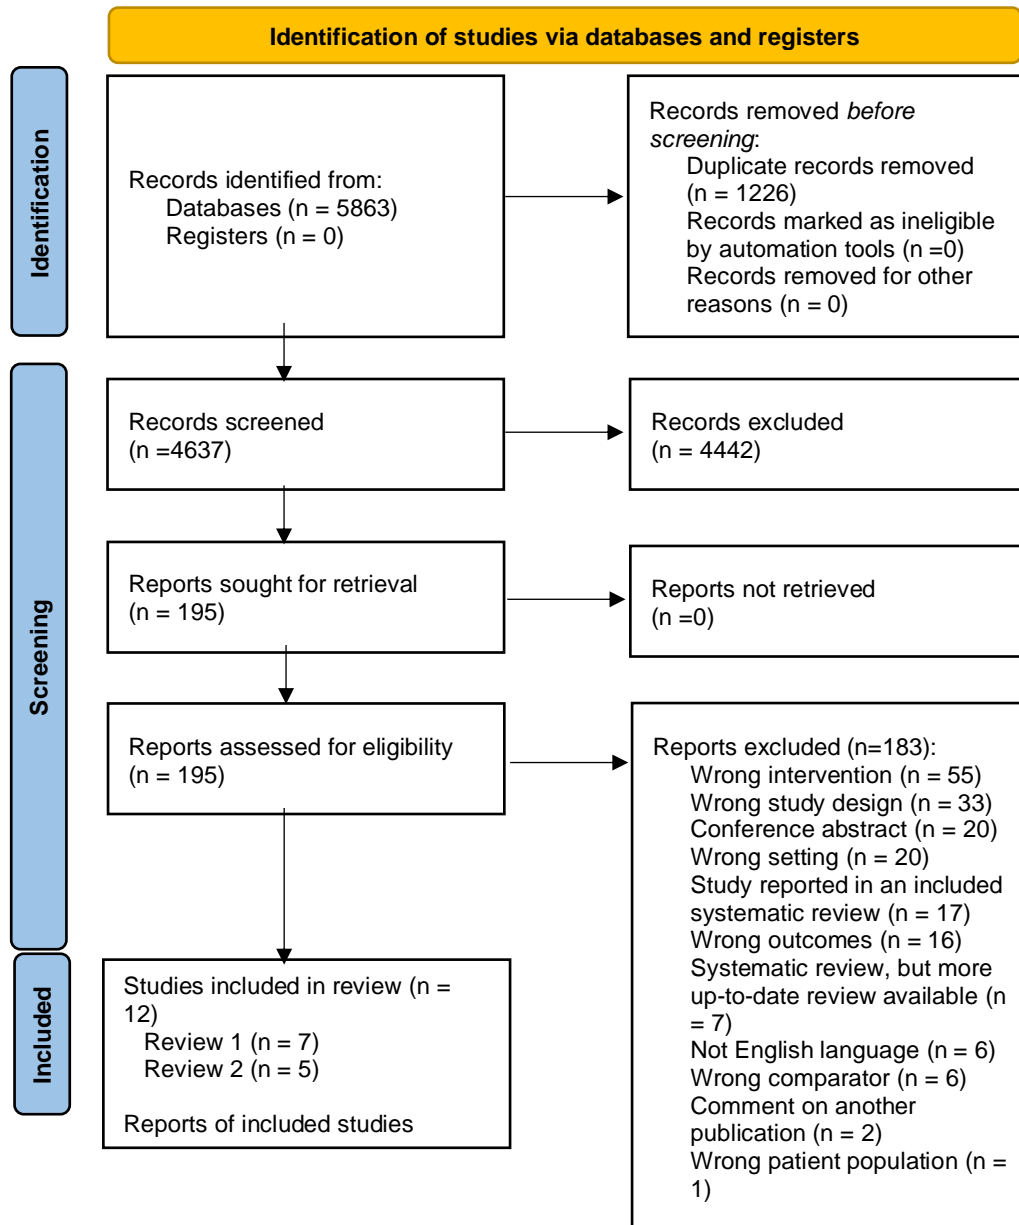 Identification of studies via databases and registers
Identification
Records identified from:
Databases (n = 5863)
Registers (n = 0)
Records removed before
screening:
Duplicate records removed
(n = 1226)
Records marked as ineligible
by automation tools (n =0)
Records removed for other
reasons (n = 0)
Screening
Records screened
(n =4637)
Records excluded
(n = 4442)
Reports sought for retrieval
(n = 195)
Reports not retrieved
(n =0)
Reports assessed for eligibility
(n = 195)
Reports excluded (n=183):
Wrong intervention (n = 55)
Wrong study design (n = 33)
Conference abstract (n = 20)
Wrong setting (n = 20)
Study reported in an included
systematic review (n = 17)
Wrong outcomes (n = 16)
Systematic review, but more
up-to-date review available (n
= 7)
Not English language (n = 6)
Wrong comparator (n = 6)
Comment on another
publication (n = 2)
Wrong patient population (n =
1)
Included
Studies included in review (n =
12)
Review 1 (n = 7)
Review 2 (n = 5)
Reports of included studies